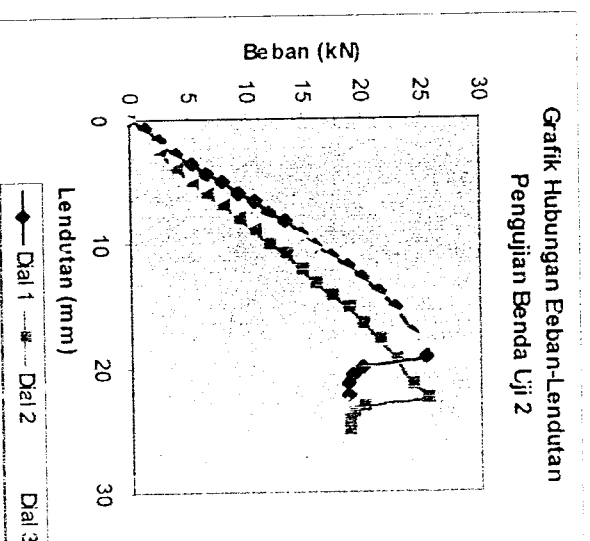 Grafik Hubungan Beban-Lendutan
Pengujian Benda Uji 2
Beban (kN)
30
25
20
15
10
5
0
0
10
20
30
Lendutan (mm)
Dial 1
Dial 2
Dial 3